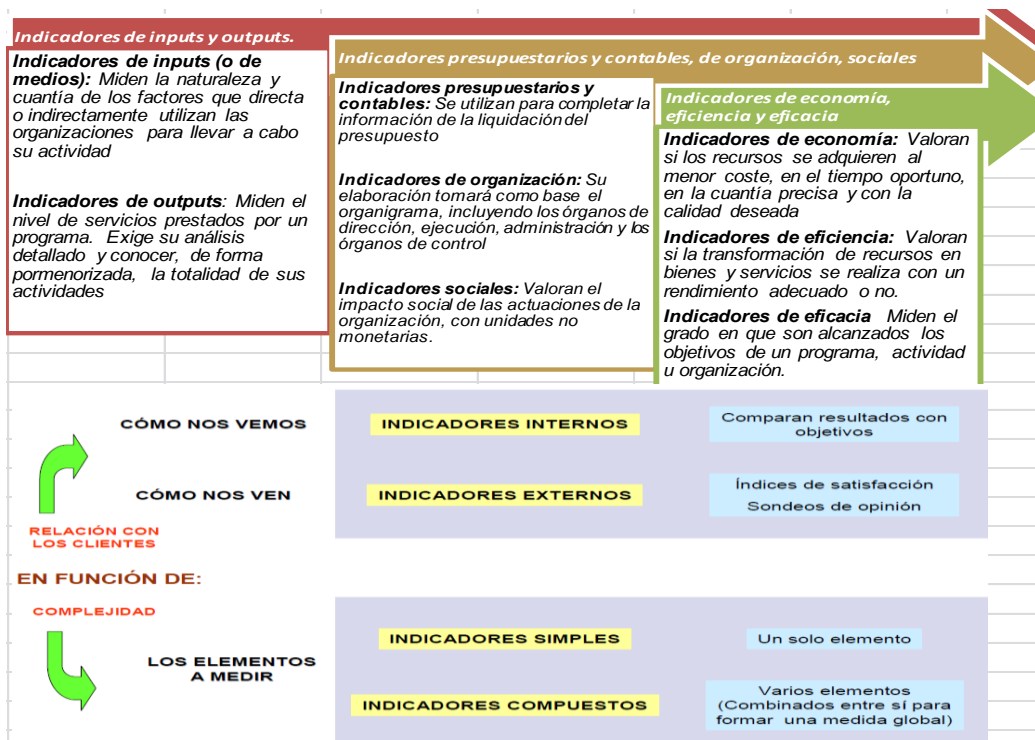 Indicadores de inputs y outputs.
Indicadores de inputs (o de
medios): Miden la naturaleza y
cuantía de los factores que directa
o indirectamente utilizan las
organizaciones para llevar a cabo
su actividad
Indicadores de outputs: Miden el
nivel de servicios prestados por un
programa. Exige su análisis
detallado y conocer, de forma
pormenorizada, la totalidad de sus
actividades
Indicadores presupuestarios y contables, de organización, sociales
Indicadores presupuestarios y
contables: Se utilizan para completar la
información de la liquidación del
presupuesto
Indicadores de organización: Su
elaboración tomará como base el
organigrama, incluyendo los órganos de
dirección, ejecución, administración y los
órganos de control
Indicadores sociales: Valoran el
impacto social de las actuaciones de la
organización, con unidades no
monetarias.
Indicadores de economía,
eficiencia y eficacia
Indicadores de economía: Valoran
si los recursos se adquieren al
menor coste, en el tiempo oportuno,
en la cuantía precisa y con la
calidad deseada
Indicadores de eficiencia: Valoran
si la transformación de recursos en
bienes y servicios se realiza con un
rendimiento adecuado o no.
Indicadores de eficacia Miden el
grado en que son alcanzados los
objetivos de un programa, actividad
u organización.
CÓMO NOS VEMOS
INDICADORES INTERNOS
Comparan resultados con
objetivos
CÓMO NOS VEN
INDICADORES EXTERNOS
Índices de satisfacción
Sondeos de opinión
RELACIÓN CON
LOS CLIENTES
EN FUNCIÓN DE:
COMPLEJIDAD
LOS ELEMENTOS
A MEDIR
INDICADORES SIMPLES
Un solo elemento
INDICADORES COMPUESTOS
Varios elementos
(Combinados entre sí para
formar una medida global)